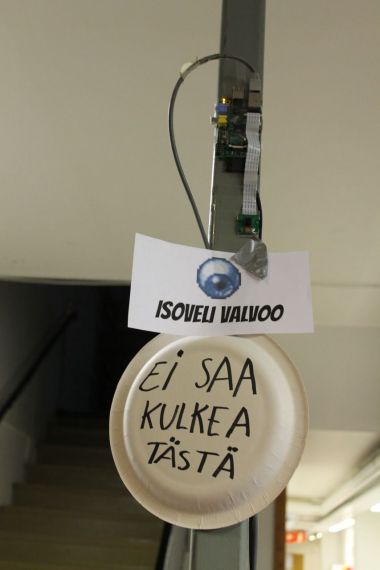 ISOVELI VALVOO
EI SAA
KULKEA
TÄSTÄ